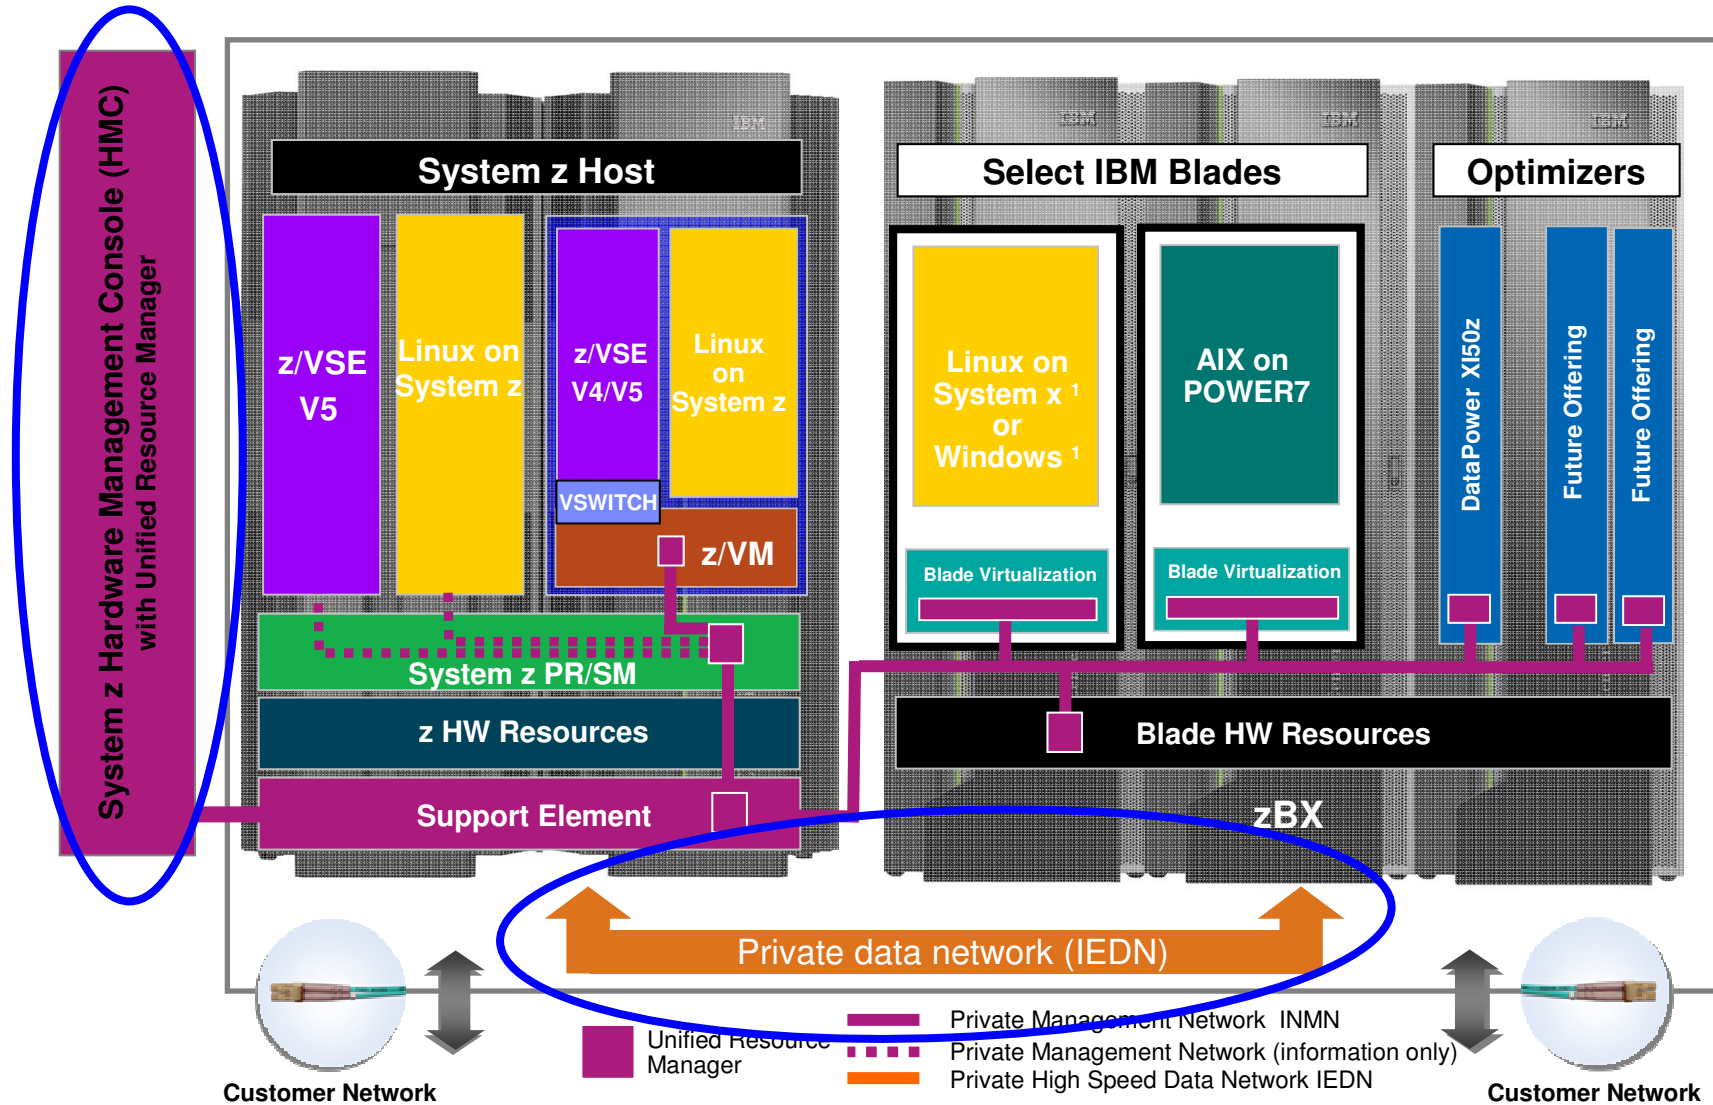 System z Hardware Management Console (HMC)
with Unified Resource Manager
IBM
IBM
IBM
IBM
System z Host
Select IBM Blades
Optimizers
z/VSE
V5
Linux on
System z
z/VSE
V4/V5
Linux
on
System z
VSWITCH
z/VM
Linux on
System x ¹
or
Windows ¹
AIX on
POWER7
DataPower XI50z
Future Offering
Future Offering
Blade Virtualization
Blade Virtualization
System z PR/SM
z HW Resources
Blade HW Resources
Support Element
zBX
Private data network (IEDN)
Unified Resource
Manager
Private Management Network INMN
Private Management Network (information only)
Private High Speed Data Network IEDN
Customer Network
Customer Network